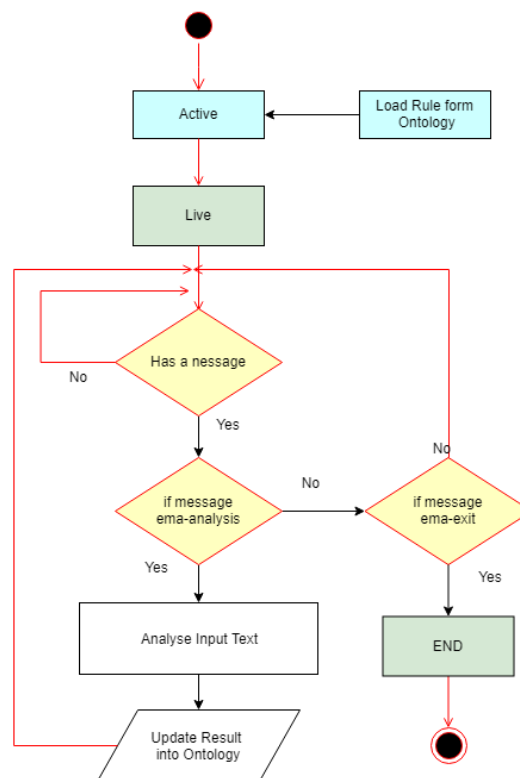 Active
Load Rule form
Ontology
Live
Has a nessage
No
Yes
if message
ema-analysis
No
No
if message
ema-exit
Yes
Yes
Analyse Input Text
END
Update Result
into Ontology